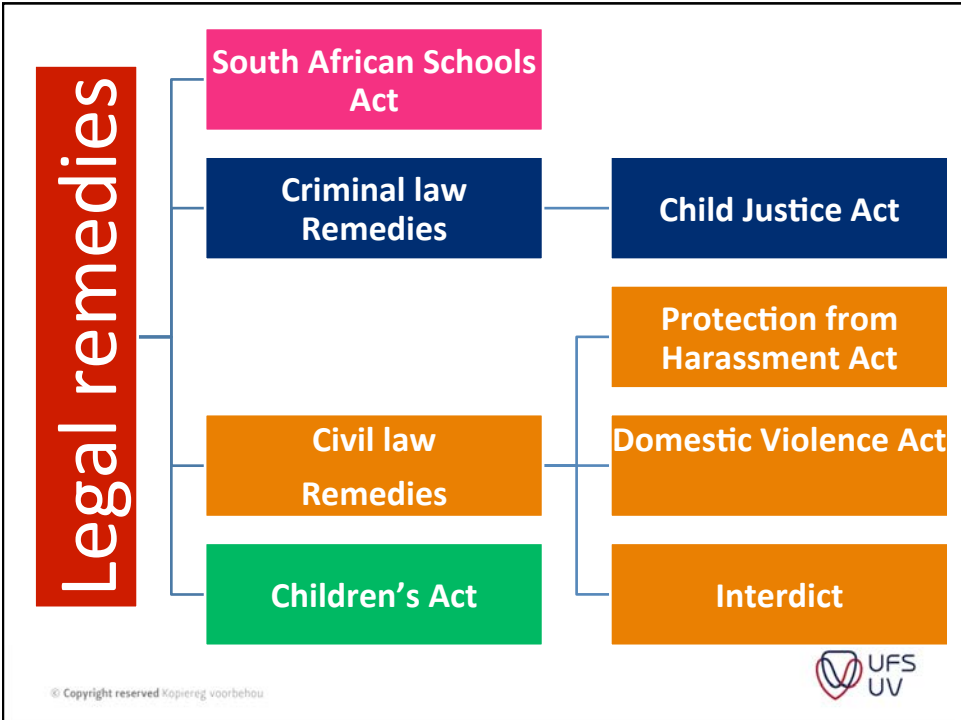 Legal remedies
South African Schools
Act
Criminal law
Remedies
Child Justice Act
Civil law
Remedies
Protection from
Harassment Act
Domestic Violence Act
Interdict
Children's Act
© Copyright reserved Kopiereg voorbehou
UFS
UV